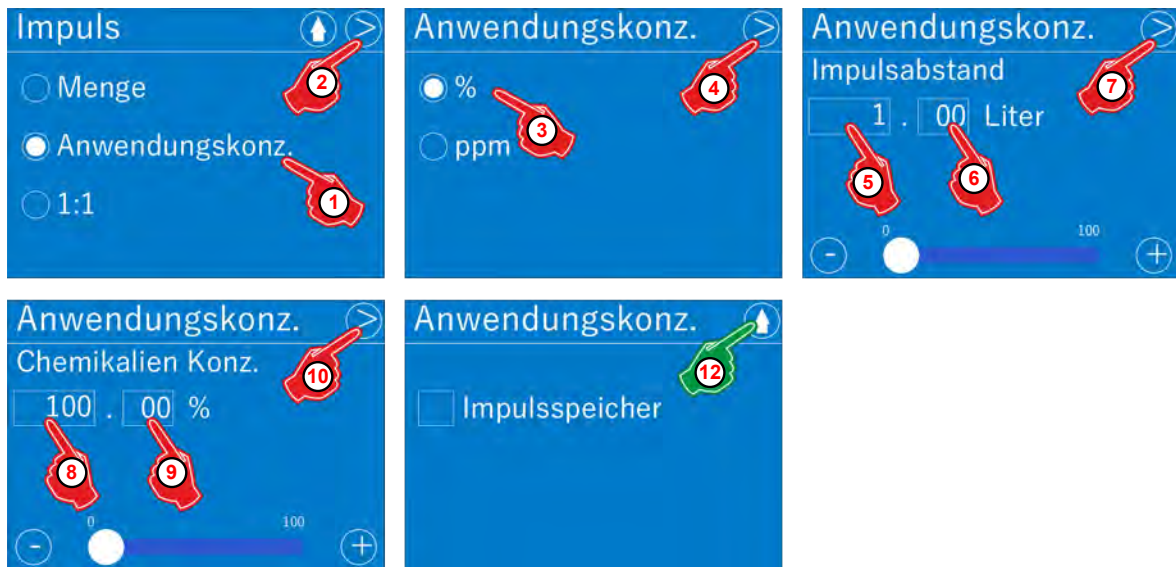 Impuls
>
2
Menge
Anwendungskonz.
1
1:1
Anwendungskonz.
>
4
%
3
ppm
Anwendungskonz.
>
7
Impulsabstand
1 . 00 Liter
5
6
0 100
- +
Anwendungskonz.
>
10
Chemikalien Konz.
100 . 00 %
8
9
0 100
- +
Anwendungskonz.
12
Impulsspeicher